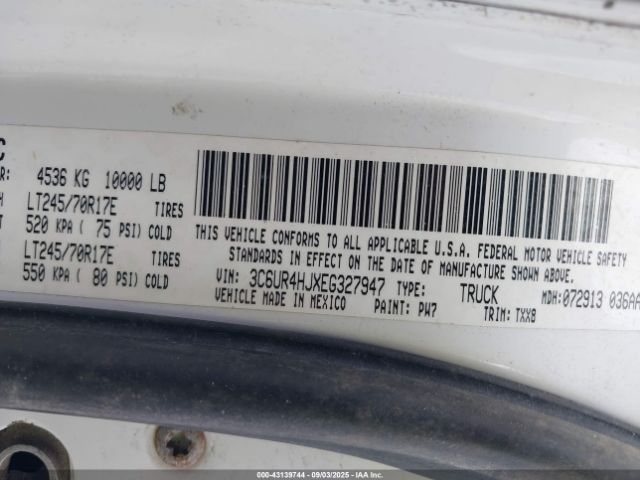 C
R: 4536 KG 10000 LB
H LT245/70R17E TIRES
T 520 KPA ( 75 PSI) COLD
LT245/70R17E TIRES
550 KPA ( 80 PSI) COLD
THIS VEHICLE CONFORMS TO ALL APPLICABLE U.S.A. FEDERAL MOTOR VEHICLE SAFETY
STANDARDS IN EFFECT ON THE DATE OF MANUFACTURE SHOWN ABOVE.
VIN: 3C6UR4HJXEG327947 TYPE: TRUCK MDH:072913 036AA
VEHICLE MADE IN MEXICO PAINT: PW7 TRIM: TXX8
000-43139744 - 09/03/2025 - IAA Inc.